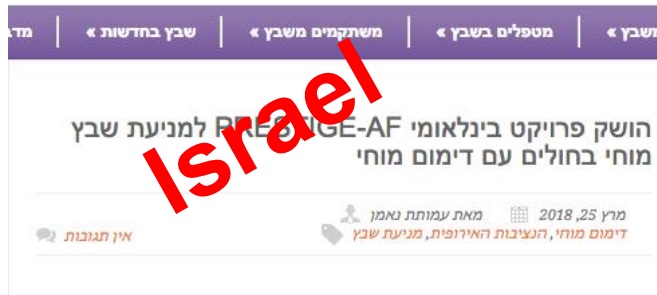 משבץ » מטפלים בשבץ » משתקמים משבץ » שבץ בחדשות »
הושק פרויקט בינלאומי PRESTIGE-AF למניעת שבץ
מוחי בחולים עם דימום מוחי
Israel
מרץ 25, 2018 מאת עמותת נאמן
דימום מוחי, הנציבות האירופית, מניעת שבץ
אין תגובות